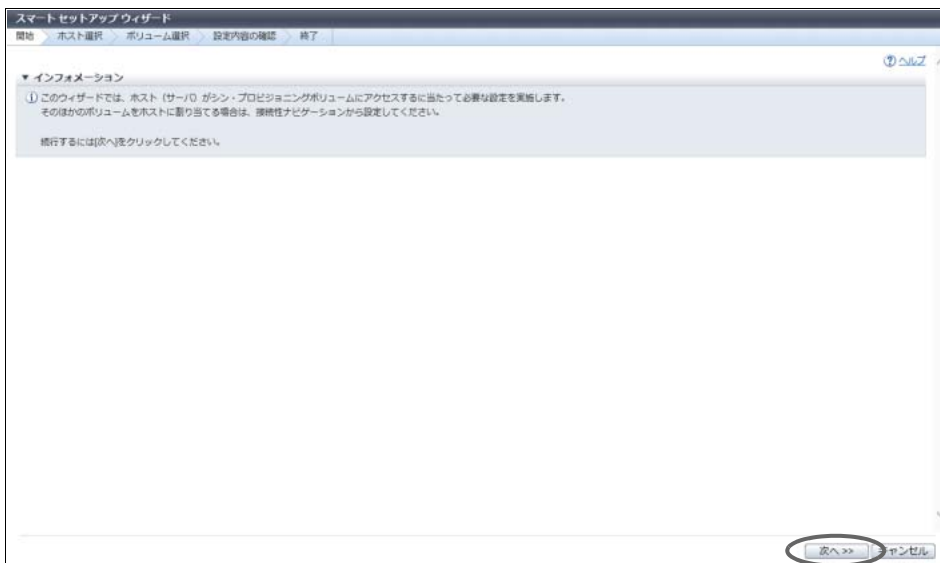 スマート セットアップ ウィザード
開始 ホスト選択 ボリューム選択 設定内容の確認 終了
ヘルプ
インフォメーション
このウィザードでは、ホスト (サーバ) がシン・プロビジョニングボリュームにアクセスするに当たって必要な設定を実施します。
そのほかのボリュームをホストに割り当てる場合は、接続性ナビゲーションから設定してください。
続行するには[次へ]をクリックしてください。
次へ >> キャンセル